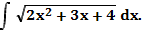 ∫ √(2x² + 3x + 4) dx.